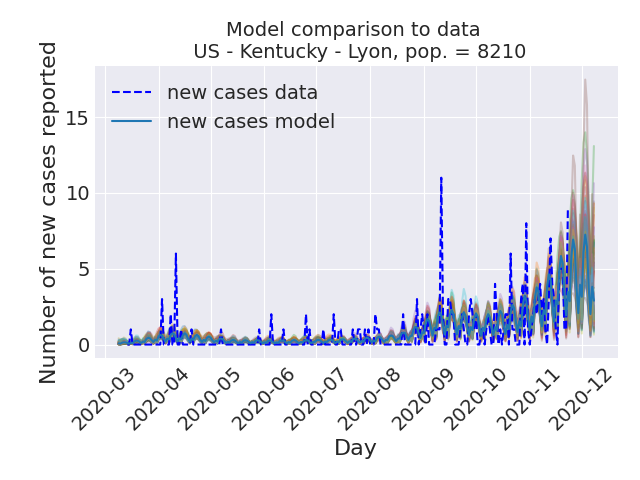 Model comparison to data
US - Kentucky - Lyon, pop. = 8210
new cases data
new cases model
Number of new cases reported
15
10
5
0
2020-03
2020-04
2020-05
2020-06
2020-07
2020-08
2020-09
2020-10
2020-11
2020-12
Day